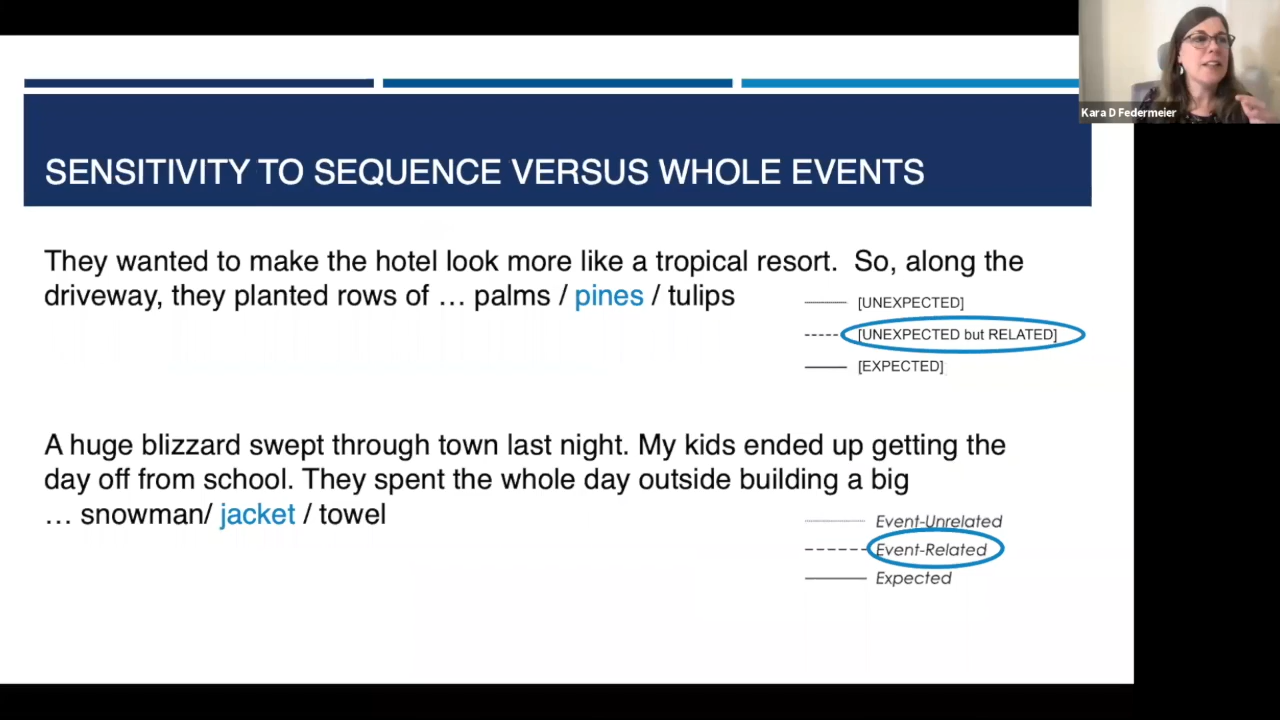 Kara D Federmeier
SENSITIVITY TO SEQUENCE VERSUS WHOLE EVENTS
They wanted to make the hotel look more like a tropical resort. So, along the
driveway, they planted rows of … palms / pines / tulips
[UNEXPECTED]
[UNEXPECTED but RELATED]
[EXPECTED]
A huge blizzard swept through town last night. My kids ended up getting the
day off from school. They spent the whole day outside building a big
… snowman/ jacket / towel
Event-Unrelated
Event-Related
Expected